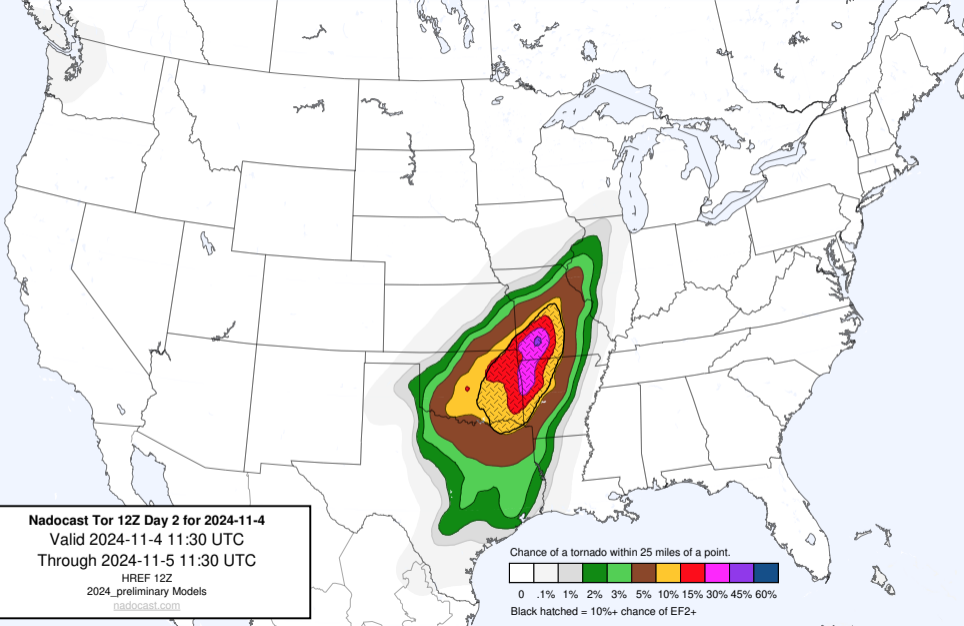 Nadocast Tor 12Z Day 2 for 2024-11-4
Valid 2024-11-4 11:30 UTC
Through 2024-11-5 11:30 UTC
HREF 12Z
2024_preliminary Models
nadocast.com
Chance of a tornado within 25 miles of a point.
0 .1% 1% 2% 3% 5% 10% 15% 30% 45% 60%
Black hatched = 10%+ chance of EF2+